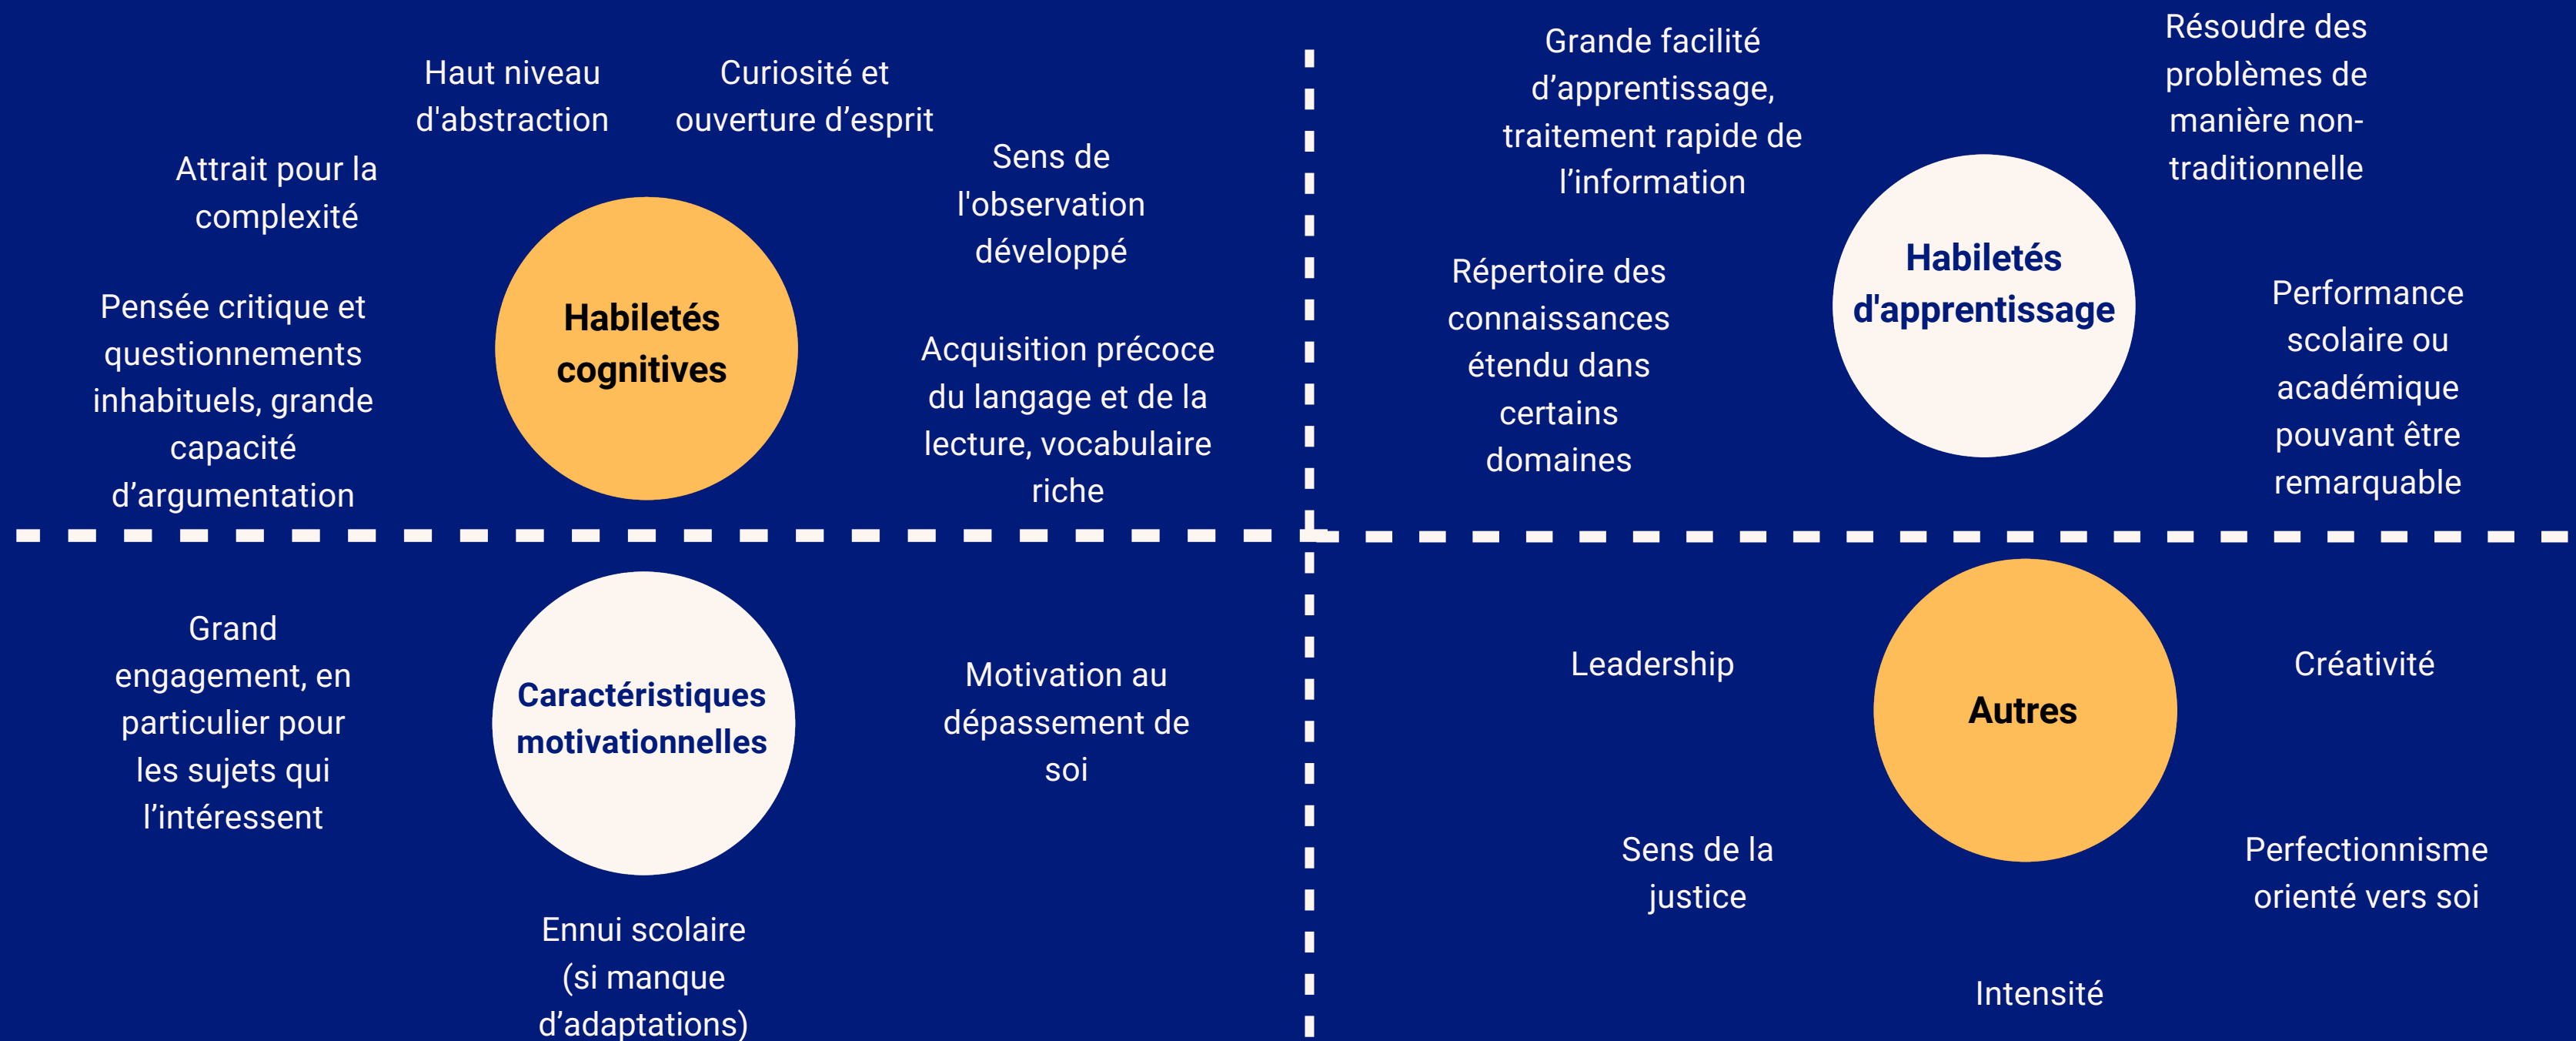 Haut niveau
d'abstraction
Curiosité et
ouverture d’esprit
Attrait pour la
complexité
Sens de
l'observation
développé
Pensée critique et
questionnements
inhabituels, grande
capacité
d’argumentation
Habiletés
cognitives
Acquisition précoce
du langage et de la
lecture, vocabulaire
riche
Grande facilité
d’apprentissage,
traitement rapide de
l’information
Résoudre des
problèmes de
manière non-
traditionnelle
Répertoire des
connaissances
étendu dans
certains
domaines
Habiletés
d'apprentissage
Performance
scolaire ou
académique
pouvant être
remarquable
Grand
engagement, en
particulier pour
les sujets qui
l’intéressent
Caractéristiques
motivationnelles
Motivation au
dépassement de
soi
Ennui scolaire
(si manque
d’adaptations)
Leadership
Autres
Créativité
Sens de la
justice
Perfectionnisme
orienté vers soi
Intensité